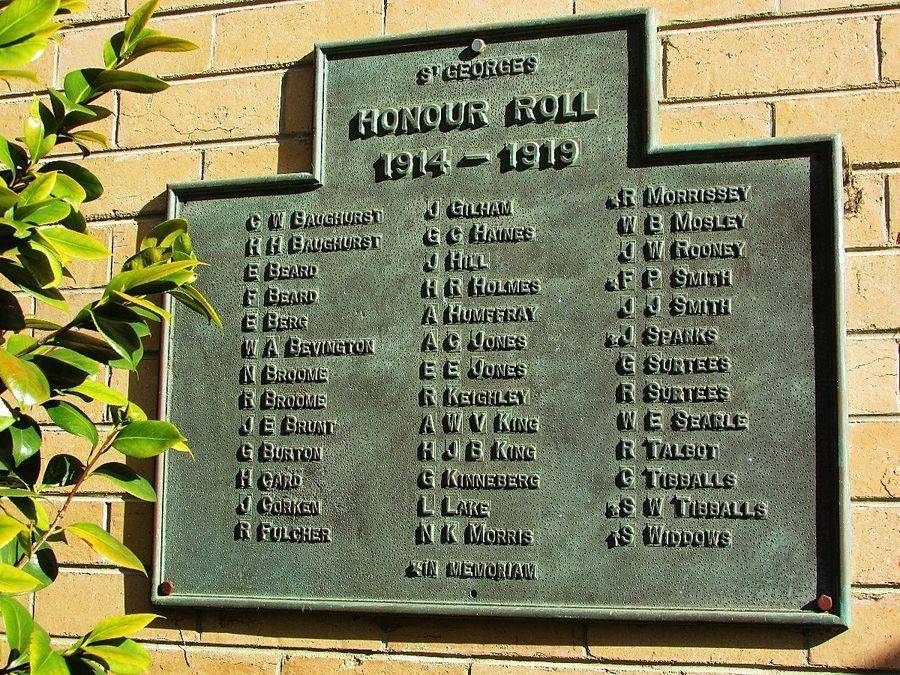 ST GEORGES
HONOUR ROLL
1914 – 1919
C W BAUGHURST
H H BAUGHURST
E BEARD
F BEARD
E BERG
W A BEVINGTON
N BROOME
R BROOME
J E BRUNT
G BURTON
H CARD
J CORKEN
R FULCHER
J GILHAM
G C HAINES
J HILL
H R HOLMES
A HUMFFRAY
A C JONES
E E JONES
R KEIGHLEY
A W V KING
H J B KING
G KINNEBERG
L LAKE
N K MORRIS
*R MORRISSEY
W B MOSLEY
J W ROONEY
*F P SMITH
J J SMITH
*J SPARKS
G SURTEES
R SURTEES
W E SEARLE
R TALBOT
C TIBBALLS
*S W TIBBALLS
*S WIDDOWS
*IN MEMORIAM